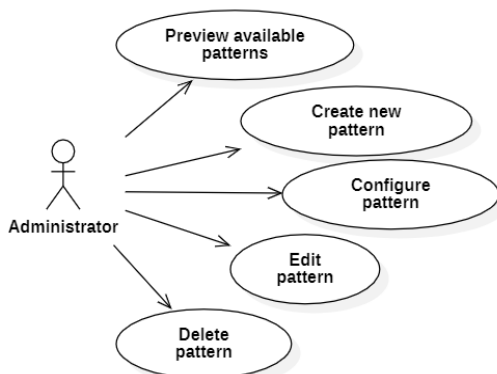 Preview available
patterns
Create new
pattern
Configure
pattern
Administrator
Edit
pattern
Delete
pattern